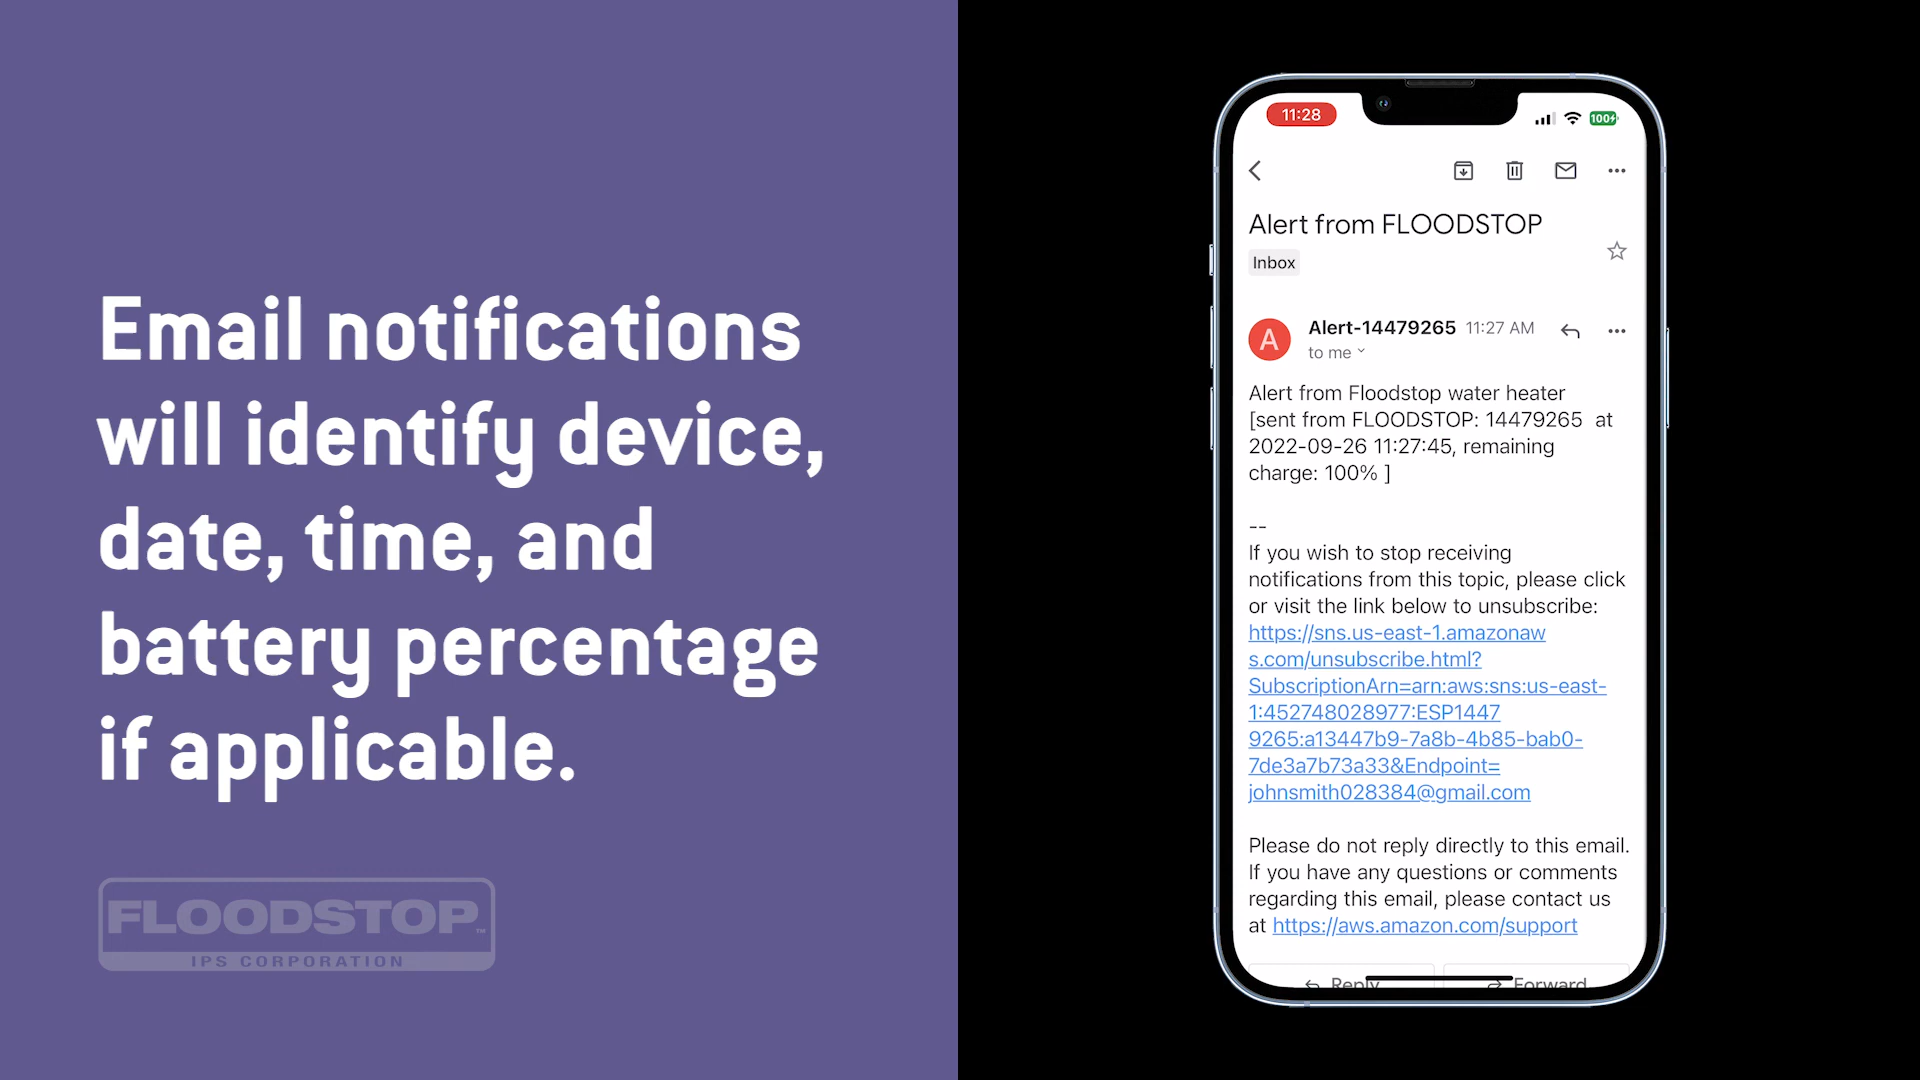 Email notifications
will identify device,
date, time, and
battery percentage
if applicable.
FLOODSTOP™
IPS CORPORATION
11:28
100
Alert from FLOODSTOP
Inbox
A
Alert-14479265 11:27 AM
to me
Alert from Floodstop water heater
[sent from FLOODSTOP: 14479265 at
2022-09-26 11:27:45, remaining
charge: 100% ]
--
If you wish to stop receiving
notifications from this topic, please click
or visit the link below to unsubscribe:
https://sns.us-east-1.amazonaw
s.com/unsubscribe.html?
SubscriptionArn=arn:aws:sns:us-east-
1:452748028977:ESP1447
9265:a13447b9-7a8b-4b85-bab0-
7de3a7b73a33&Endpoint=
johnsmith028384@gmail.com
Please do not reply directly to this email.
If you have any questions or comments
regarding this email, please contact us
at https://aws.amazon.com/support
Reply Forward